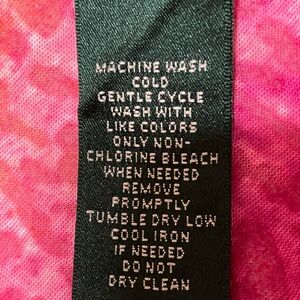 MACHINE WASH
COLD
GENTLE CYCLE
WASH WITH
LIKE COLORS
ONLY NON-
CHLORINE BLEACH
WHEN NEEDED
REMOVE
PROMPTLY
TUMBLE DRY LOW
COOL IRON
IF NEEDED
DO NOT
DRY CLEAN